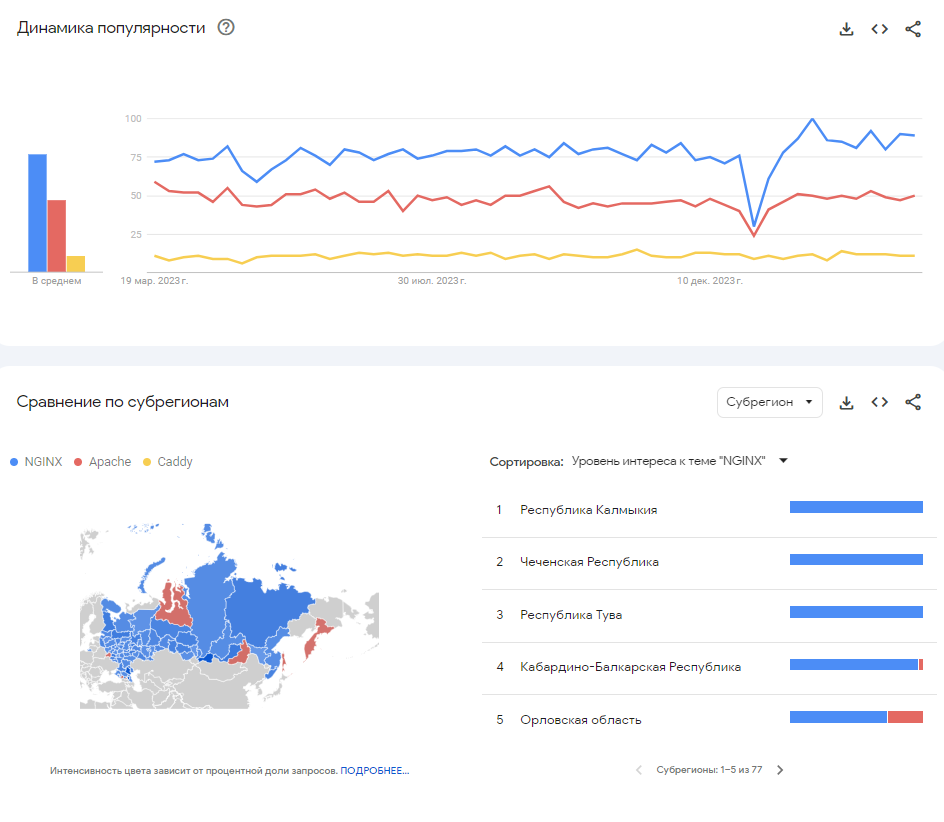 Динамика популярности
100
75
50
25
В среднем
19 мар. 2023 г.
30 июл. 2023 г.
10 дек. 2023 г.
Сравнение по субрегионам
Субрегион
NGINX Apache Caddy
Сортировка: Уровень интереса к теме "NGINX"
1 Республика Калмыкия
2 Чеченская Республика
3 Республика Тува
4 Кабардино-Балкарская Республика
5 Орловская область
Интенсивность цвета зависит от процентной доли запросов. ПОДРОБНЕЕ...
Субрегионы: 1–5 из 77